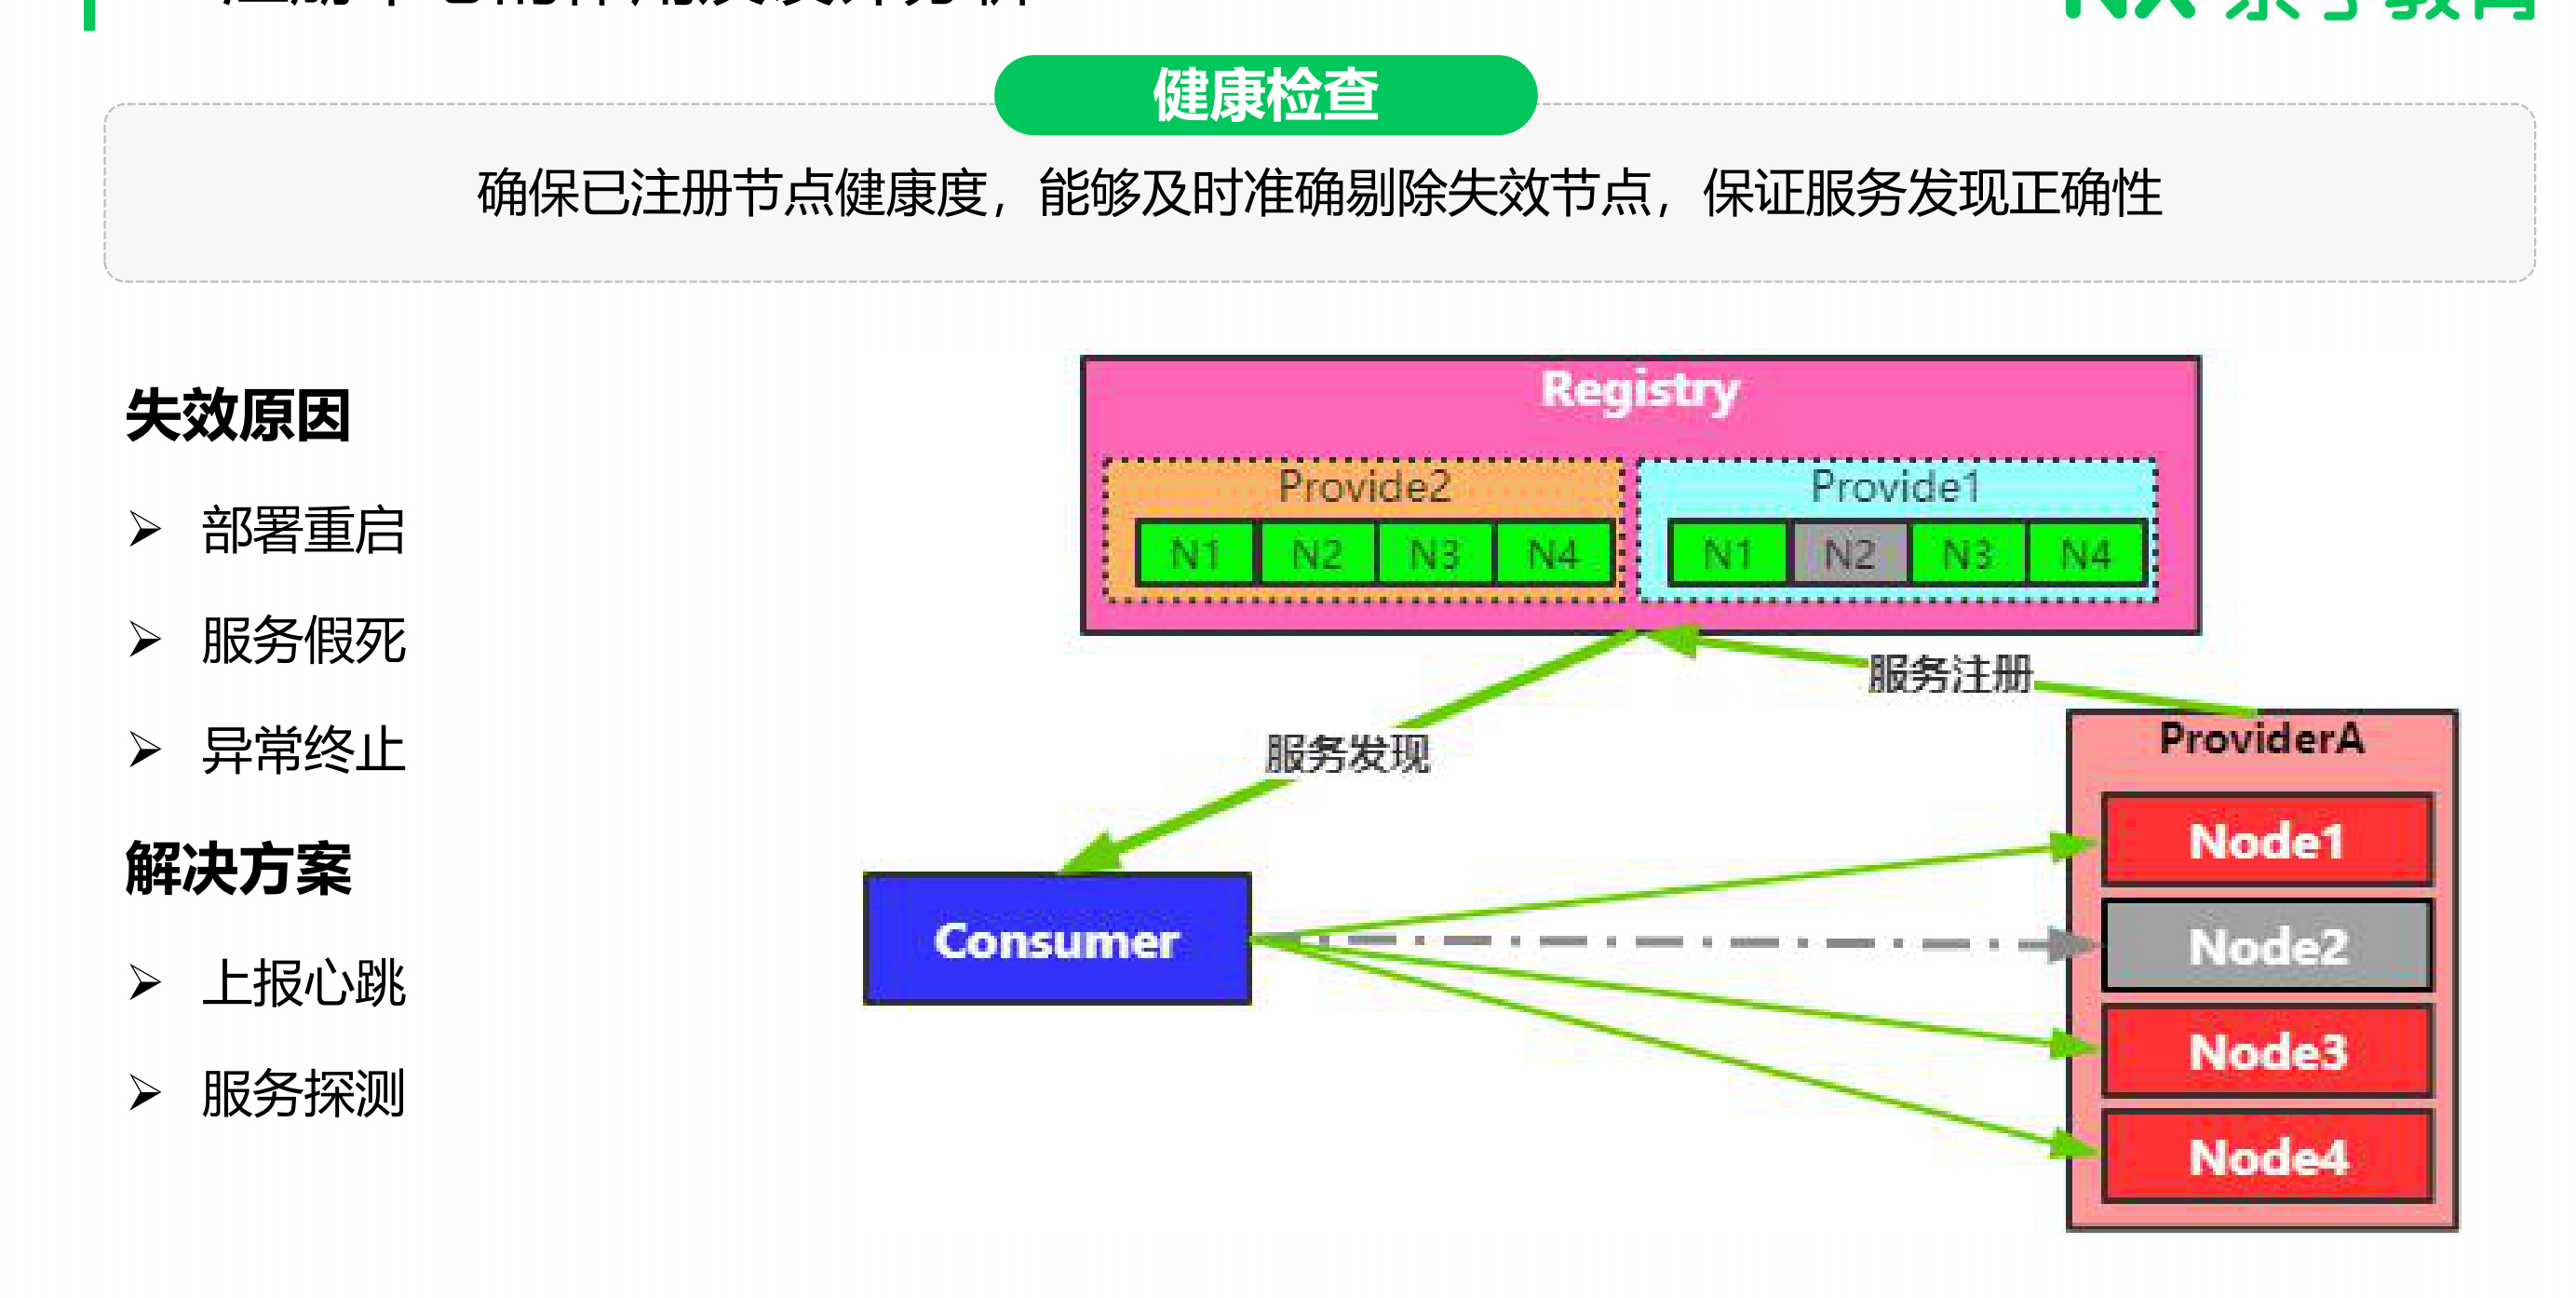 健康检查
确保已注册节点健康度，能够及时准确剔除失效节点，保证服务发现正确性
失效原因
部署重启
服务假死
异常终止
解决方案
上报心跳
服务探测
Registry
Provide2
N1 N2 N3 N4
Provide1
N1 N2 N3 N4
服务注册
服务发现
ProviderA
Consumer
Node1
Node2
Node3
Node4